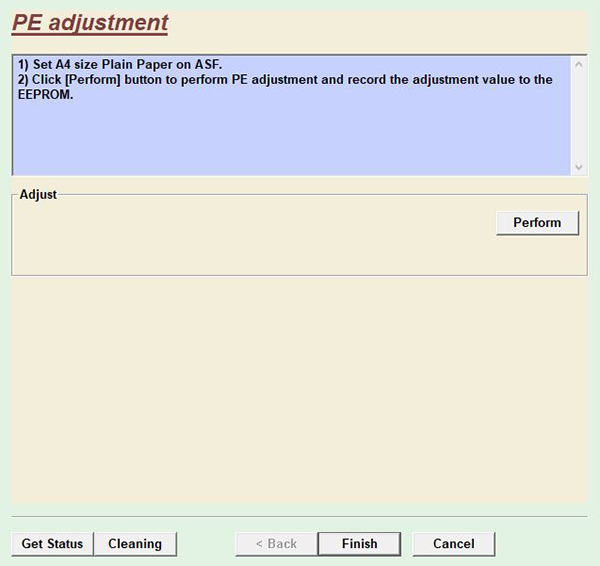 PE adjustment
1) Set A4 size Plain Paper on ASF.
2) Click [Perform] button to perform PE adjustment and record the adjustment value to the
EEPROM.
Adjust
Perform
Get Status
Cleaning
< Back
Finish
Cancel